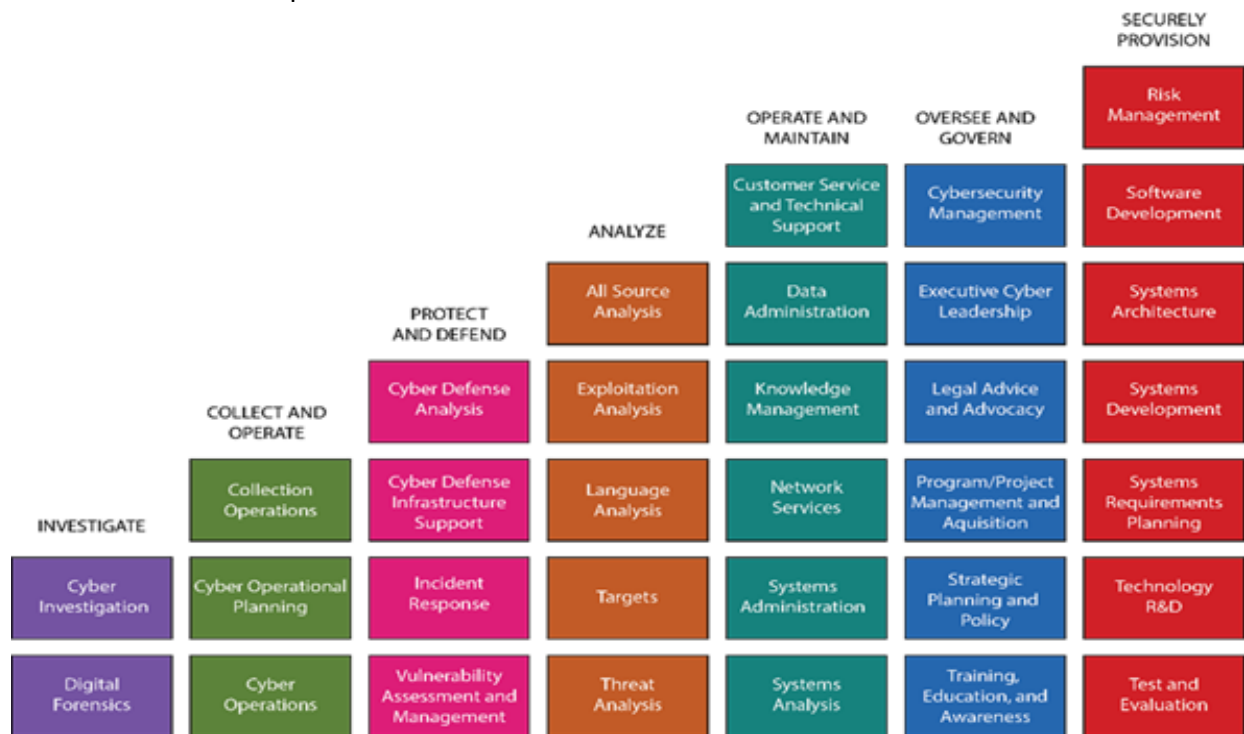 INVESTIGATE
Cyber
Investigation
Digital
Forensics
COLLECT AND
OPERATE
Collection
Operations
Cyber Operational
Planning
Cyber
Operations
PROTECT
AND DEFEND
Cyber Defense
Analysis
Cyber Defense
Infrastructure
Support
Incident
Response
Vulnerability
Assessment and
Management
ANALYZE
All Source
Analysis
Exploitation
Analysis
Language
Analysis
Targets
Threat
Analysis
OPERATE AND
MAINTAIN
Customer Service
and Technical
Support
Data
Administration
Knowledge
Management
Network
Services
Systems
Administration
Systems
Analysis
OVERSEE AND
GOVERN
Cybersecurity
Management
Executive Cyber
Leadership
Legal Advice
and Advocacy
Program/Project
Management and
Aquisition
Strategic
Planning and
Policy
Training,
Education, and
Awareness
SECURELY
PROVISION
Risk
Management
Software
Development
Systems
Architecture
Systems
Development
Systems
Requirements
Planning
Technology
R&D
Test and
Evaluation